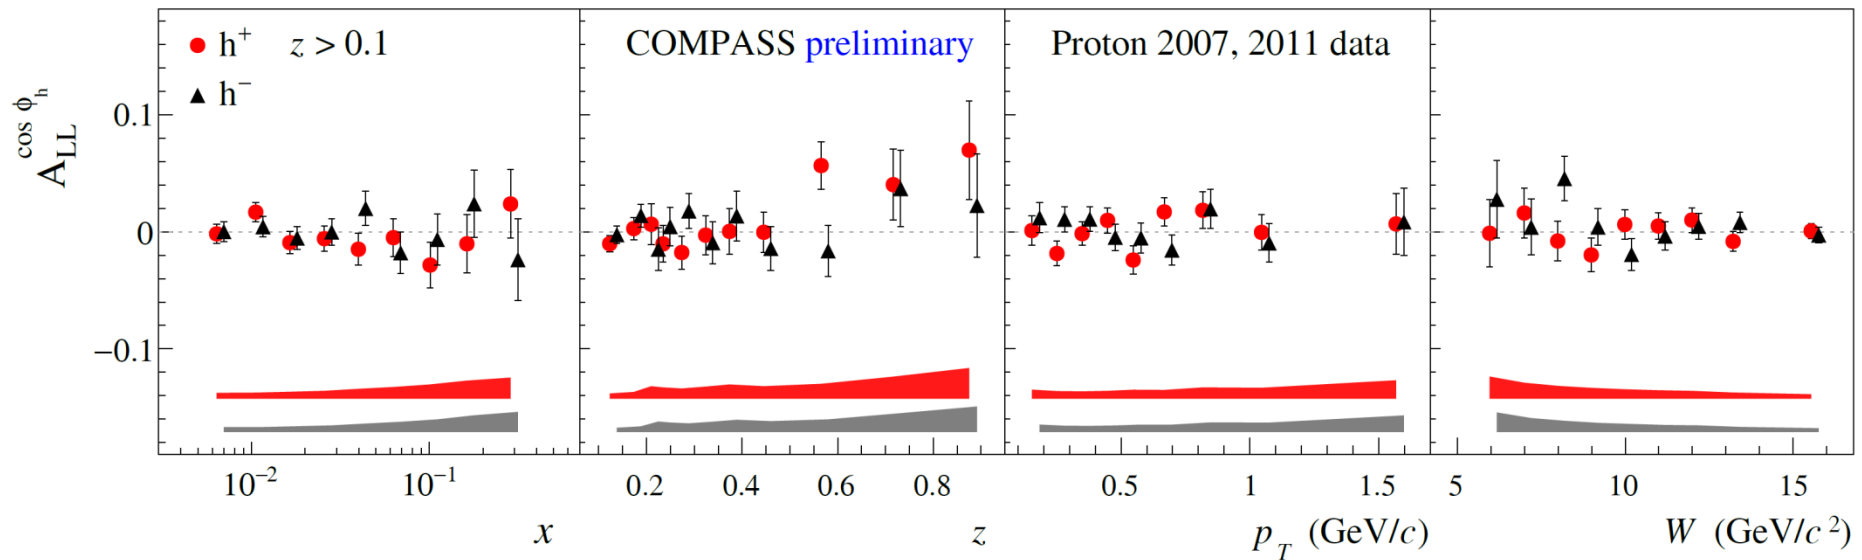 h⁺ z > 0.1
h⁻
COMPASS preliminary
Proton 2007, 2011 data
A_LL^cos ϕ_h
0.1
0
−0.1
10⁻² 10⁻¹
x
0.2 0.4 0.6 0.8
z
0.5 1 1.5
p_T (GeV/c)
5 10 15
W (GeV/c²)